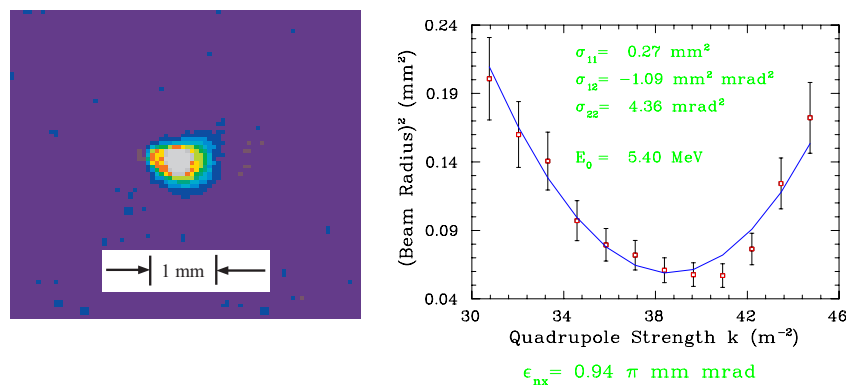 1 mm
0.24
0.19
0.14
0.09
0.04
(Beam Radius)² (mm²)
σ₁₁= 0.27 mm²
σ₁₂= −1.09 mm² mrad²
σ₂₂= 4.36 mrad²
E₀ = 5.40 MeV
30 34 38 42 46
Quadrupole Strength k (m⁻²)
ϵₙₓ= 0.94 π mm mrad